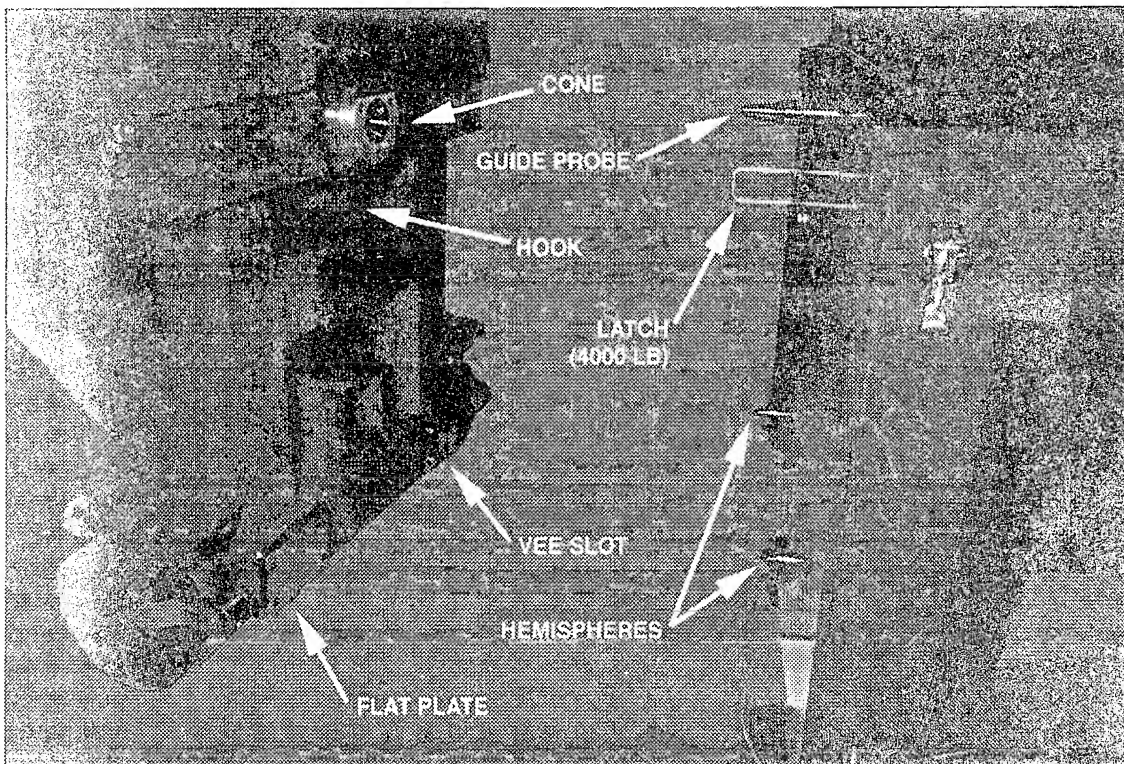 CONE
GUIDE PROBE
HOOK
LATCH
(4000 LB)
VEE SLOT
HEMISPHERES
FLAT PLATE